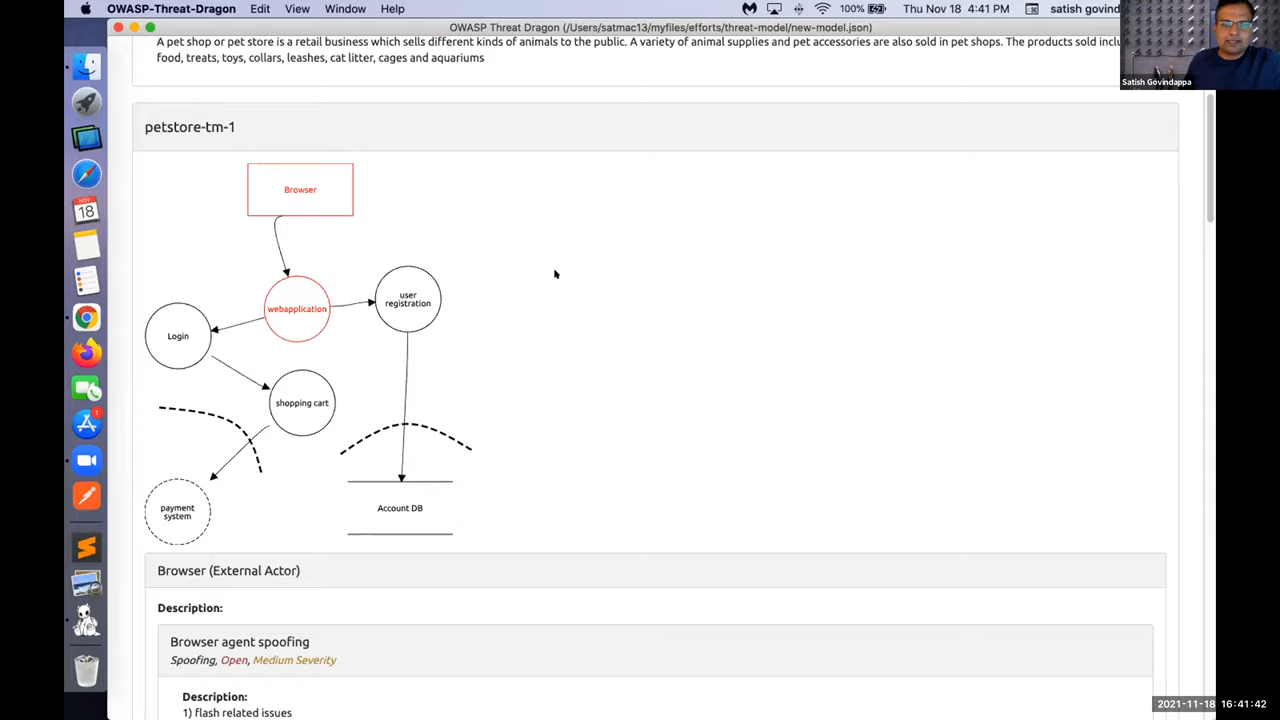 OWASP-Threat-Dragon Edit View Window Help
100% Thu Nov 18 4:41 PM satish govind
OWASP Threat Dragon (/Users/satmac13/myfiles/efforts/threat-model/new-model.json)
A pet shop or pet store is a retail business which sells different kinds of animals to the public. A variety of animal supplies and pet accessories are also sold in pet shops. The products sold inclu
food, treats, toys, collars, leashes, cat litter, cages and aquariums
Satish Govindappa
petstore-tm-1
Browser
webapplication
user
registration
Login
shopping cart
payment
system
Account DB
Browser (External Actor)
Description:
Browser agent spoofing
Spoofing, Open, Medium Severity
Description:
1) flash related issues
NOV
18
1
2021-11-18 16:41:42